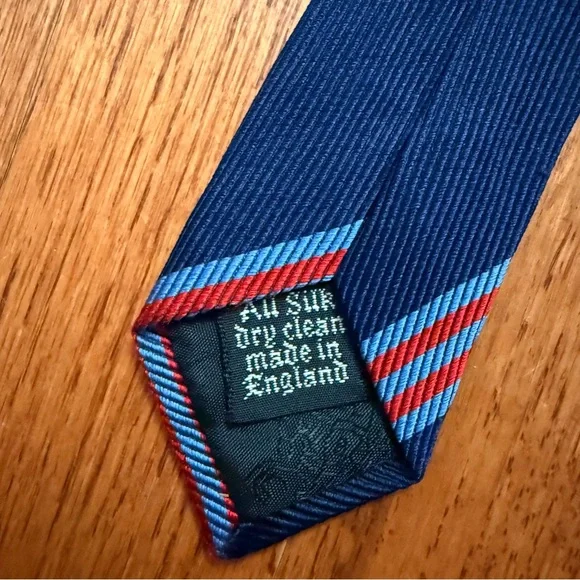 All Silk
dry clean
made in
England